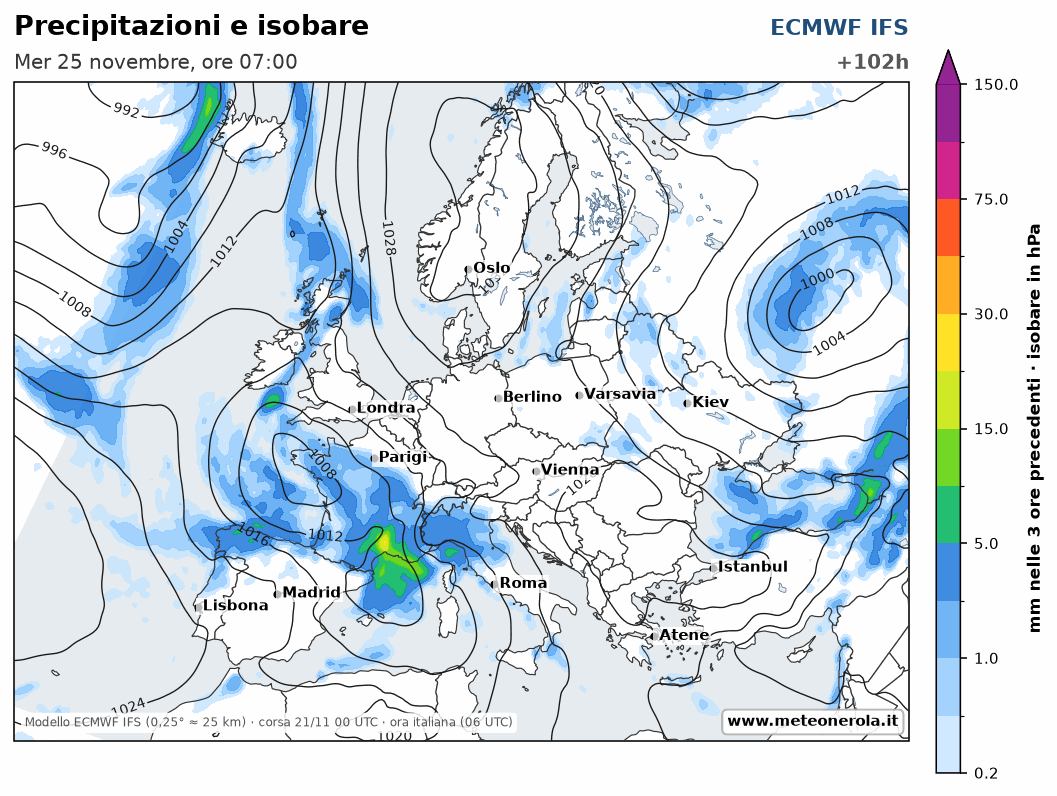 Precipitazioni e isobare
ECMWF IFS
Mer 25 novembre, ore 07:00
+102h
150.0
75.0
30.0
15.0
5.0
1.0
0.2
mm nelle 3 ore precedenti · isobare in hPa
992
996
1004
1012
1008
1028
1012
1008
1000
1004
Oslo
Londra
Berlino
Varsavia
Kiev
Parigi
1008
Vienna
1016
1012
Istanbul
Roma
Madrid
Lisbona
Atene
1024
1020
Modello ECMWF IFS (0,25° ≈ 25 km) · corsa 21/11 00 UTC · ora italiana (06 UTC)
www.meteonerola.it